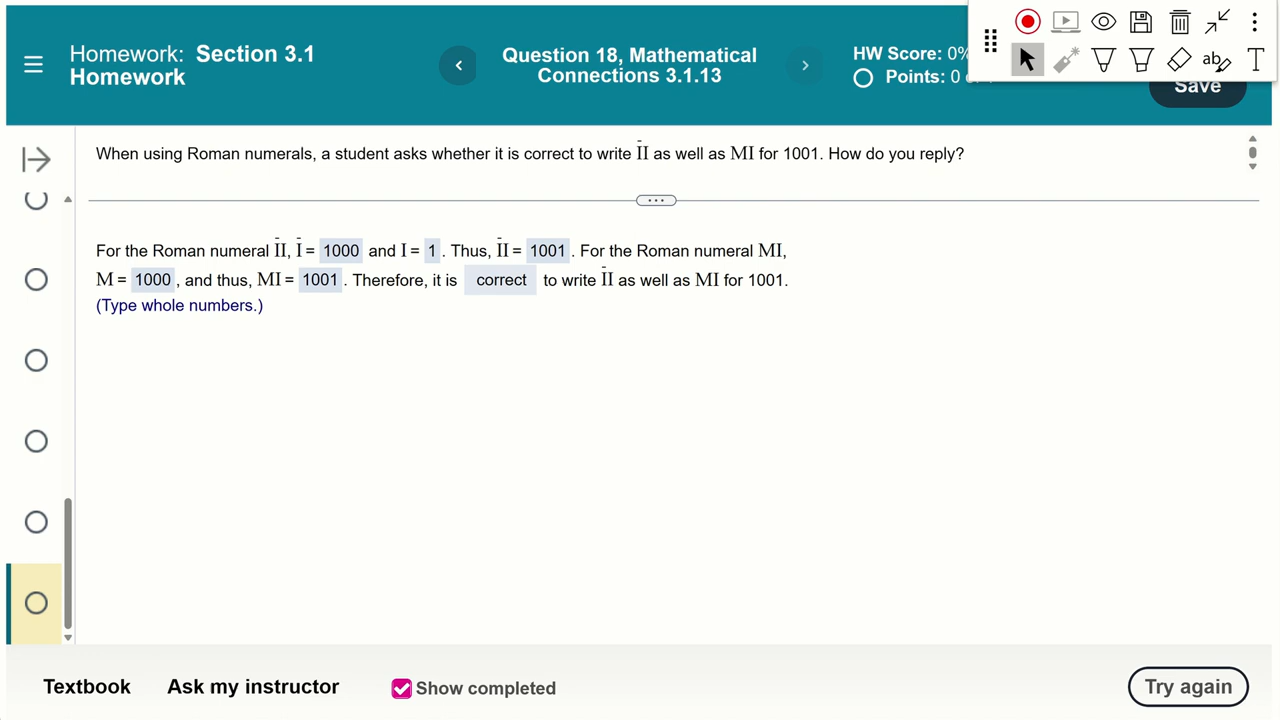 Homework: Section 3.1
Homework
Question 18, Mathematical
Connections 3.1.13
HW Score: 0%
Points: 0
Save
When using Roman numerals, a student asks whether it is correct to write I̅I as well as MI for 1001. How do you reply?
For the Roman numeral I̅I, I̅ = 1000 and I = 1. Thus, I̅I = 1001. For the Roman numeral MI,
M = 1000, and thus, MI = 1001. Therefore, it is correct to write I̅I as well as MI for 1001.
(Type whole numbers.)
Textbook Ask my instructor Show completed Try again